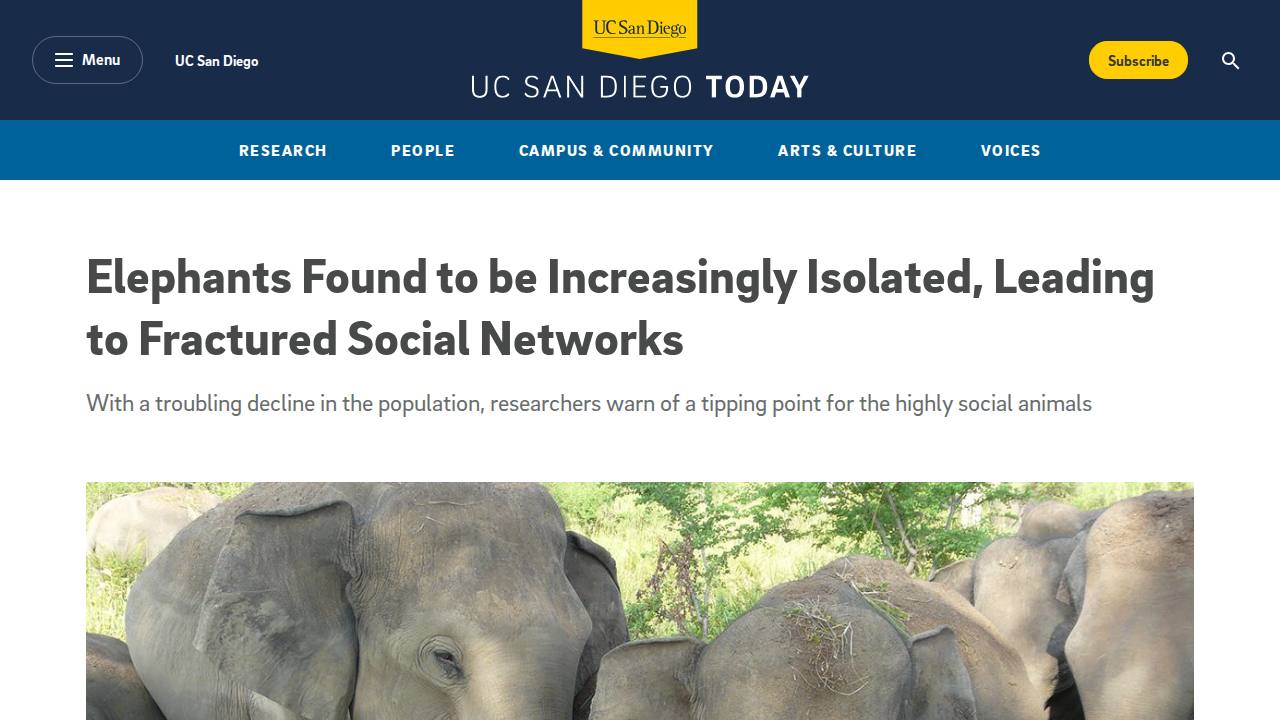 Menu
UC San Diego
UC San Diego
UC SAN DIEGO TODAY
Subscribe
RESEARCH
PEOPLE
CAMPUS & COMMUNITY
ARTS & CULTURE
VOICES
Elephants Found to be Increasingly Isolated, Leading
to Fractured Social Networks
With a troubling decline in the population, researchers warn of a tipping point for the highly social animals